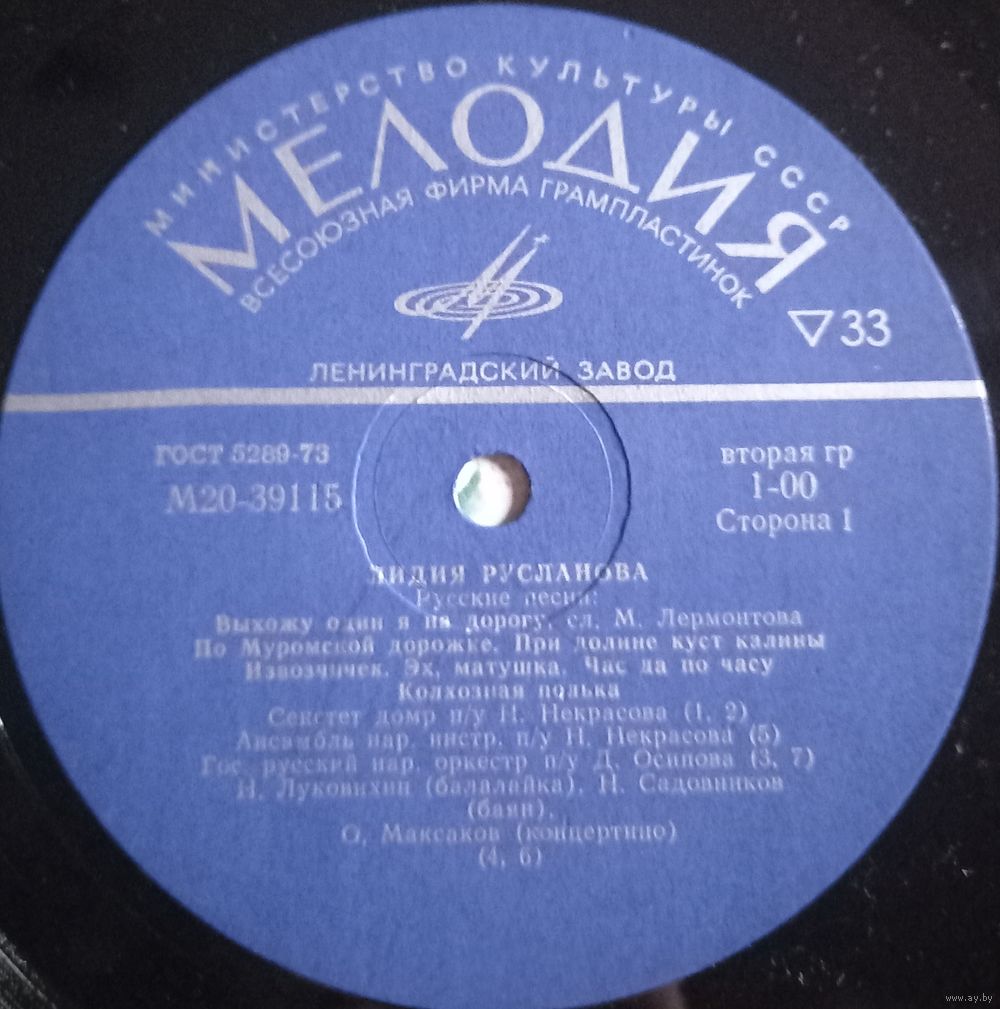 МИНИСТЕРСТВО КУЛЬТУРЫ СССР
МЕЛОДИЯ
ВСЕСОЮЗНАЯ ФИРМА ГРАМПЛАСТИНОК
▽33
ЛЕНИНГРАДСКИЙ ЗАВОД
ГОСТ 5289-73
М20-39115
вторая гр
1-00
Сторона 1
ЛИДИЯ РУСЛАНОВА
Русские песни:
Выхожу один я на дорогу, сл. М. Лермонтова
По Муромской дорожке. При долине куст калины
Извозчичек. Эх, матушка. Час да по часу
Колхозная полька
Секстет домр п/у Н. Некрасова (1, 2)
Ансамбль нар. инстр. п/у Н. Некрасова (5)
Гос. русский нар. оркестр п/у Д. Осипова (3, 7)
Н. Луковихин (балалайка), Н. Садовников
(баян),
О. Максаков (концертино)
(4, 6)
www.ay.by